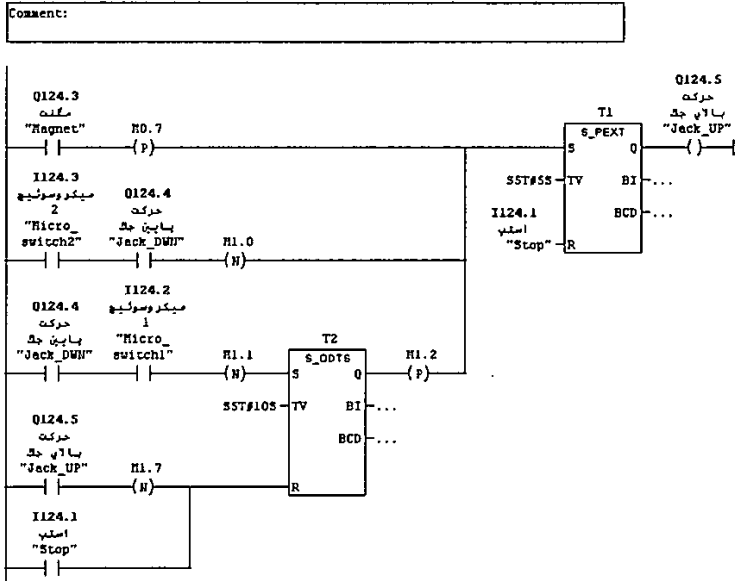 Comment:
Q124.3
مگنت
"Magnet"
M0.7
( P )
T1
S_PEXT
S
Q
Q124.5
حرکت
بالای جک
"Jack_UP"
( )
S5T#5S
TV
BI
...
I124.1
استپ
"Stop"
R
BCD
...
I124.3
میکروسوئیچ
2
"Micro_
switch2"
Q124.4
حرکت
پایین جک
"Jack_DWN"
M1.0
( N )
Q124.4
حرکت
پایین جک
"Jack_DWN"
I124.2
میکروسوئیچ
1
"Micro_
switch1"
M1.1
( N )
T2
S_ODTS
S
Q
M1.2
( P )
S5T#10S
TV
BI
...
BCD
...
Q124.5
حرکت
بالای جک
"Jack_UP"
M1.7
( N )
R
I124.1
استپ
"Stop"